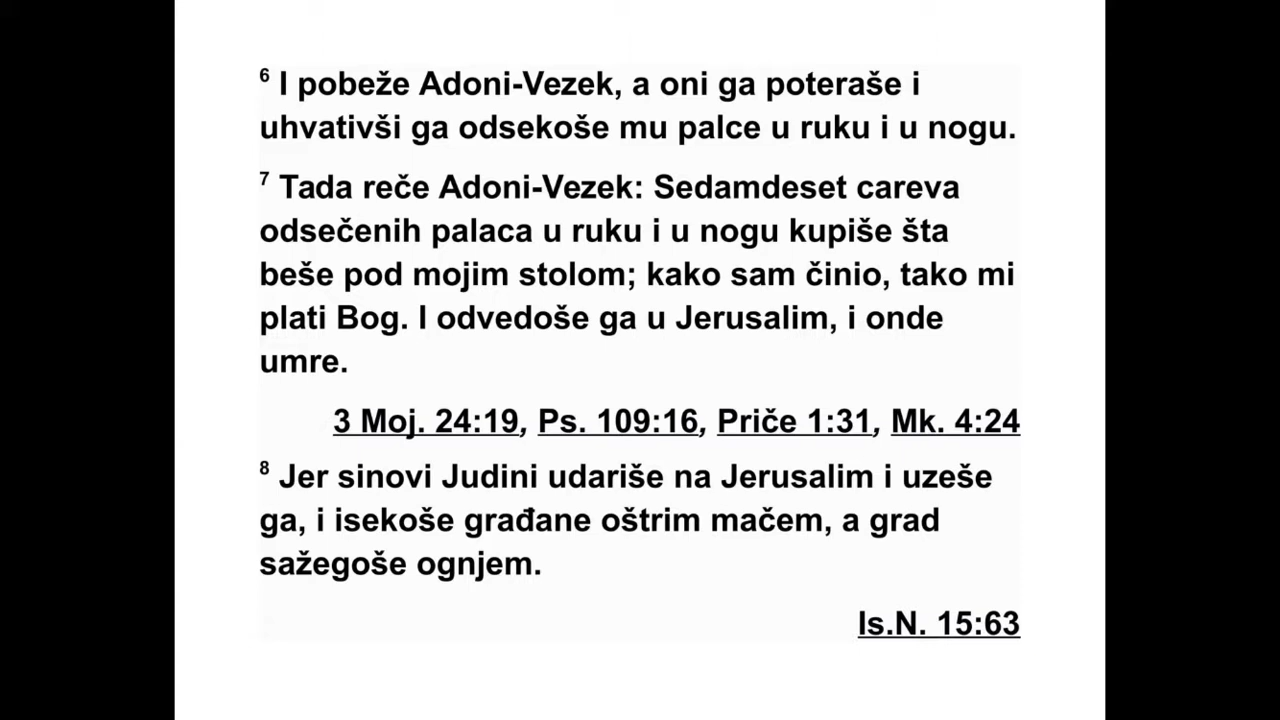 6 I pobeže Adoni-Vezek, a oni ga poteraše i
uhvativši ga odsekoše mu palce u ruku i u nogu.
7 Tada reče Adoni-Vezek: Sedamdeset careva
odsečenih palaca u ruku i u nogu kupiše šta
beše pod mojim stolom; kako sam činio, tako mi
plati Bog. I odvedoše ga u Jerusalim, i onde
umre.
3 Moj. 24:19, Ps. 109:16, Priče 1:31, Mk. 4:24
8 Jer sinovi Judini udariše na Jerusalim i uzeše
ga, i isekoše građane oštrim mačem, a grad
sažegoše ognjem.
Is.N. 15:63